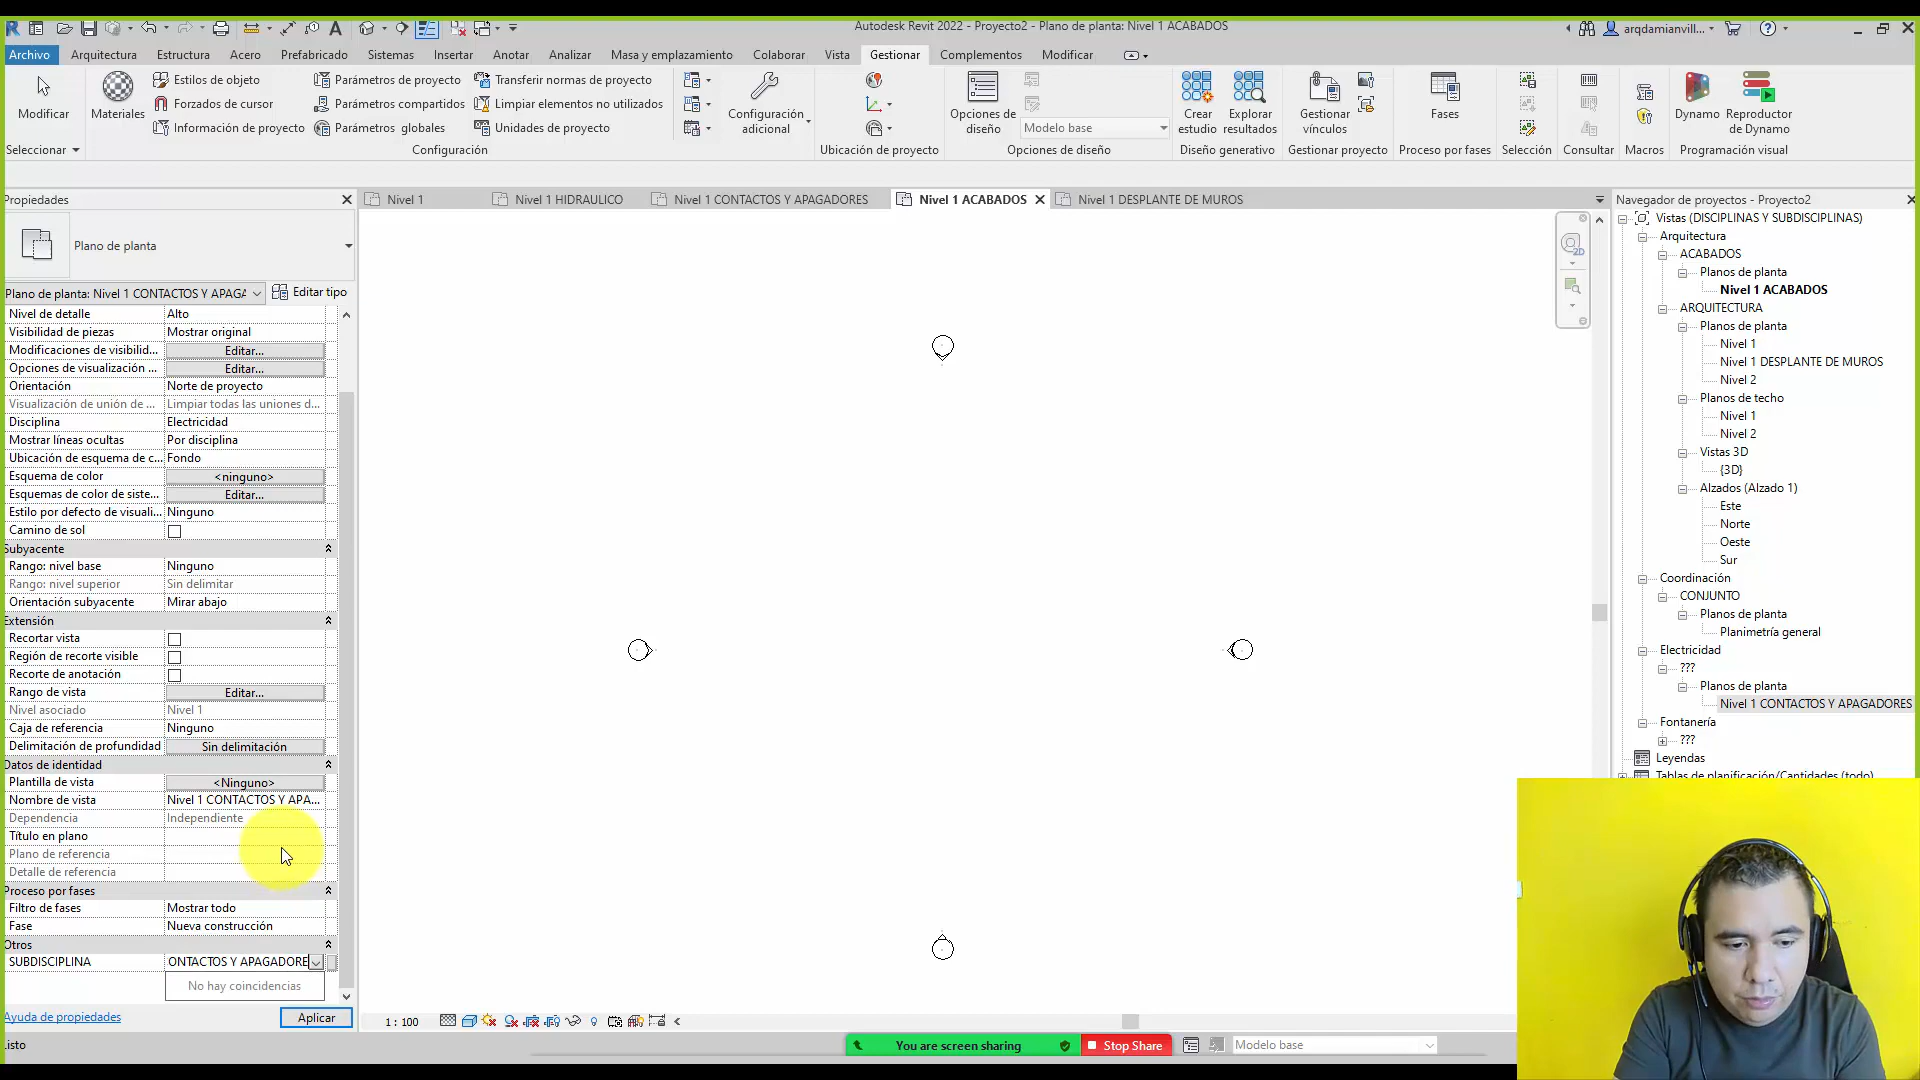 Autodesk Revit 2022 - Proyecto2 - Plano de planta: Nivel 1 ACABADOS
arqdamianvill...
Archivo Arquitectura Estructura Acero Prefabricado Sistemas Insertar Anotar Analizar Masa y emplazamiento Colaborar Vista Gestionar Complementos Modificar
Modificar
Materiales
Estilos de objeto
Forzados de cursor
Información de proyecto
Parámetros de proyecto
Parámetros compartidos
Parámetros globales
Transferir normas de proyecto
Limpiar elementos no utilizados
Unidades de proyecto
Configuración
adicional
Opciones de
diseño
Modelo base
Crear
estudio
Explorar
resultados
Gestionar
vínculos
Fases
Dynamo
Reproductor
de Dynamo
Seleccionar
Configuración
Ubicación de proyecto
Opciones de diseño
Diseño generativo
Gestionar proyecto
Proceso por fases
Selección
Consultar
Macros
Programación visual
Propiedades
Nivel 1
Nivel 1 HIDRAULICO
Nivel 1 CONTACTOS Y APAGADORES
Nivel 1 ACABADOS
Nivel 1 DESPLANTE DE MUROS
Plano de planta
Plano de planta: Nivel 1 CONTACTOS Y APAGA
Editar tipo
Nivel de detalle Alto
Visibilidad de piezas Mostrar original
Modificaciones de visibilid... Editar...
Opciones de visualización ... Editar...
Orientación Norte de proyecto
Visualización de unión de ... Limpiar todas las uniones d...
Disciplina Electricidad
Mostrar líneas ocultas Por disciplina
Ubicación de esquema de c... Fondo
Esquema de color <ninguno>
Esquemas de color de siste... Editar...
Estilo por defecto de visuali... Ninguno
Camino de sol
Subyacente
Rango: nivel base Ninguno
Rango: nivel superior Sin delimitar
Orientación subyacente Mirar abajo
Extensión
Recortar vista
Región de recorte visible
Recorte de anotación
Rango de vista Editar...
Nivel asociado Nivel 1
Caja de referencia Ninguno
Delimitación de profundidad Sin delimitación
Datos de identidad
Plantilla de vista <Ninguno>
Nombre de vista Nivel 1 CONTACTOS Y APA...
Dependencia Independiente
Título en plano
Plano de referencia
Detalle de referencia
Proceso por fases
Filtro de fases Mostrar todo
Fase Nueva construcción
Otros
SUBDISCIPLINA ONTACTOS Y APAGADORE
No hay coincidencias
Ayuda de propiedades
Aplicar
2D
Navegador de proyectos - Proyecto2
Vistas (DISCIPLINAS Y SUBDISCIPLINAS)
Arquitectura
ACABADOS
Planos de planta
Nivel 1 ACABADOS
ARQUITECTURA
Planos de planta
Nivel 1
Nivel 1 DESPLANTE DE MUROS
Nivel 2
Planos de techo
Nivel 1
Nivel 2
Vistas 3D
{3D}
Alzados (Alzado 1)
Este
Norte
Oeste
Sur
Coordinación
CONJUNTO
Planos de planta
Planimetría general
Electricidad
???
Planos de planta
Nivel 1 CONTACTOS Y APAGADORES
Fontanería
???
Leyendas
Tablas de planificación/Cantidades (todo)
1 : 100
You are screen sharing
Stop Share
Modelo base
isto